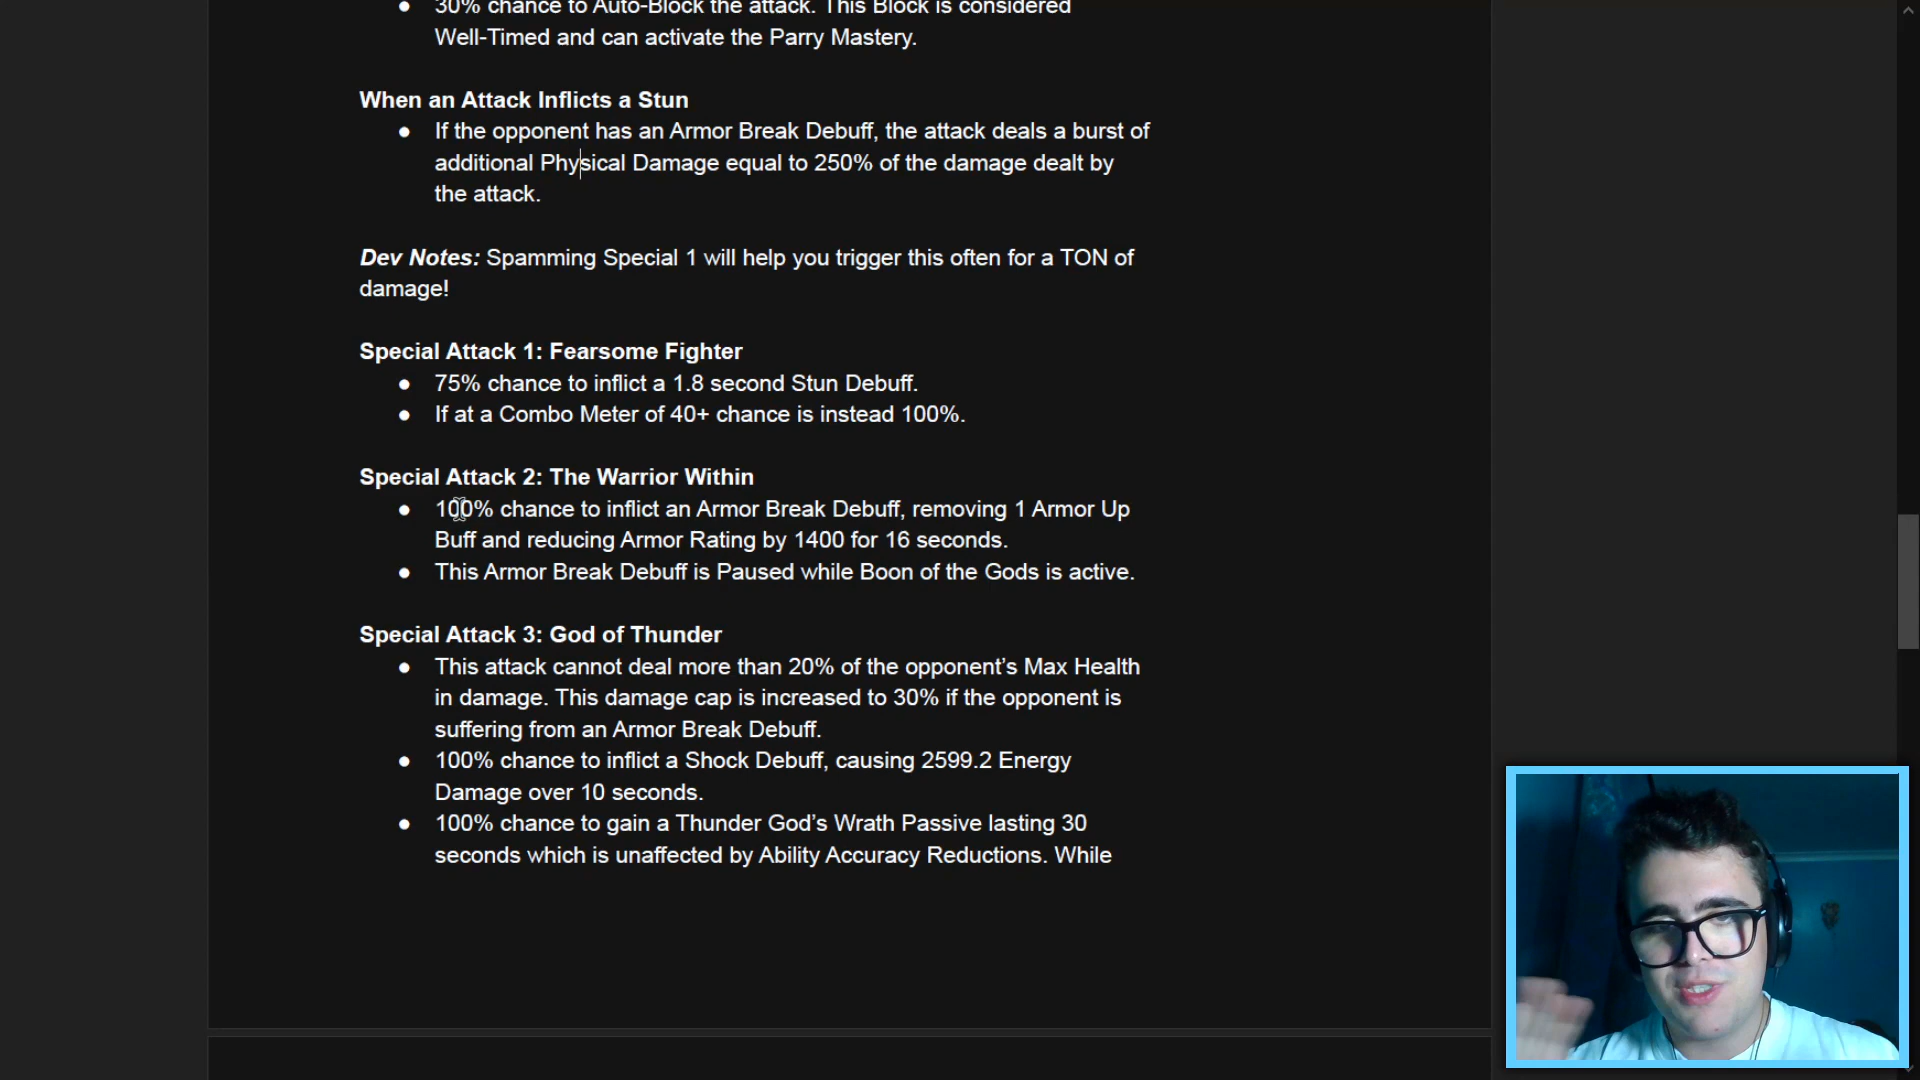 30% chance to Auto-Block the attack. This Block is considered
Well-Timed and can activate the Parry Mastery.
When an Attack Inflicts a Stun
● If the opponent has an Armor Break Debuff, the attack deals a burst of
additional Physical Damage equal to 250% of the damage dealt by
the attack.
Dev Notes: Spamming Special 1 will help you trigger this often for a TON of
damage!
Special Attack 1: Fearsome Fighter
● 75% chance to inflict a 1.8 second Stun Debuff.
● If at a Combo Meter of 40+ chance is instead 100%.
Special Attack 2: The Warrior Within
● 100% chance to inflict an Armor Break Debuff, removing 1 Armor Up
Buff and reducing Armor Rating by 1400 for 16 seconds.
● This Armor Break Debuff is Paused while Boon of the Gods is active.
Special Attack 3: God of Thunder
● This attack cannot deal more than 20% of the opponent’s Max Health
in damage. This damage cap is increased to 30% if the opponent is
suffering from an Armor Break Debuff.
● 100% chance to inflict a Shock Debuff, causing 2599.2 Energy
Damage over 10 seconds.
● 100% chance to gain a Thunder God’s Wrath Passive lasting 30
seconds which is unaffected by Ability Accuracy Reductions. While